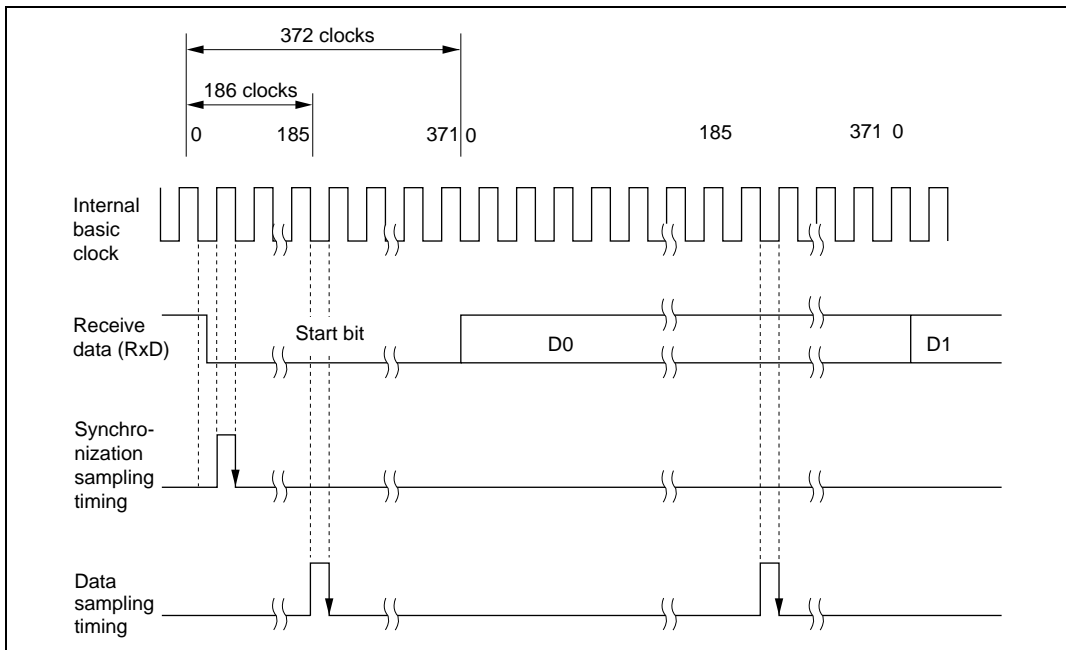 372 clocks
186 clocks
0 185 371 0 185 371 0
Internal
basic
clock
Receive
data (RxD)
Start bit
D0
D1
Synchro-
nization
sampling
timing
Data
sampling
timing